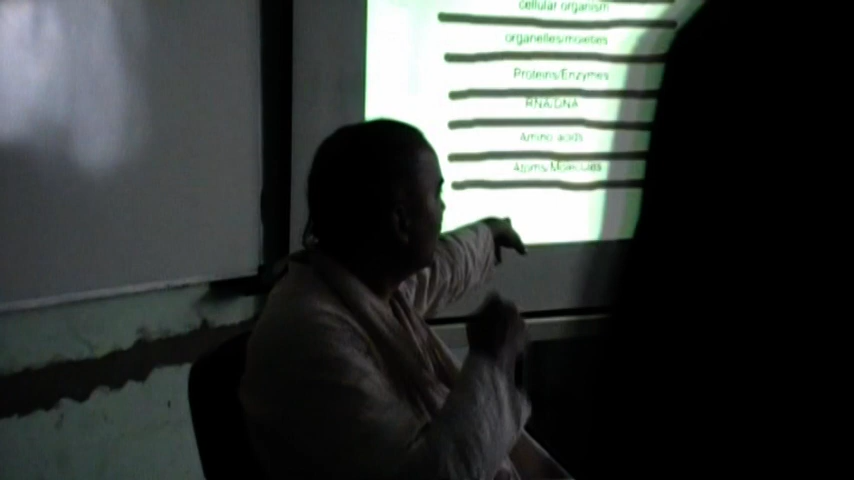 cellular organism
organelles/moieties
Proteins/Enzymes
RNA/DNA
Amino acids
Atoms/Molecules